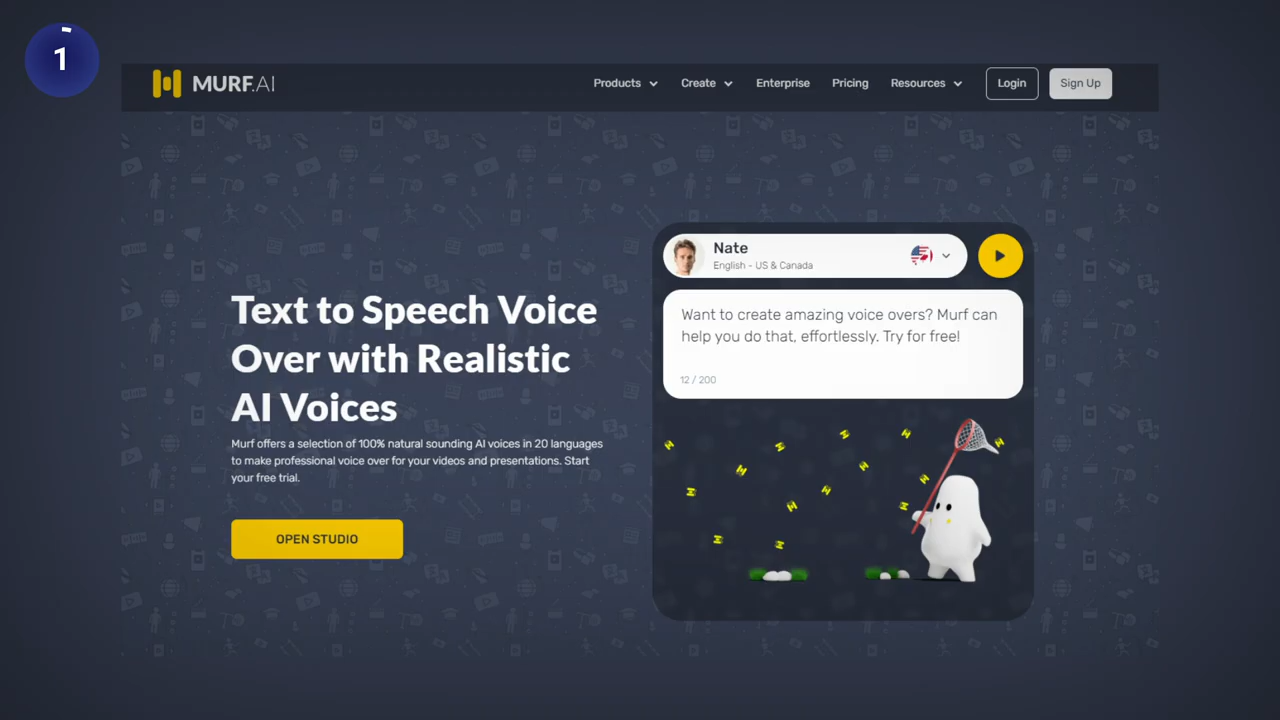 1
MURF.AI
Products Create Enterprise Pricing Resources Login Sign Up
Nate
English - US & Canada
Want to create amazing voice overs? Murf can
help you do that, effortlessly. Try for free!
12 / 200
Text to Speech Voice
Over with Realistic
AI Voices
Murf offers a selection of 100% natural sounding AI voices in 20 languages
to make professional voice over for your videos and presentations. Start
your free trial.
OPEN STUDIO